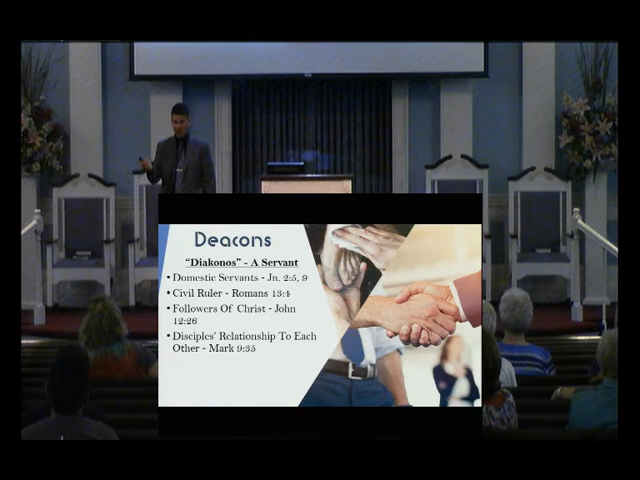 Deacons
"Diakonos" - A Servant
• Domestic Servants - Jn. 2:5, 9
• Civil Ruler - Romans 13:4
• Followers Of Christ - John
12:26
• Disciples' Relationship To Each
Other - Mark 9:35